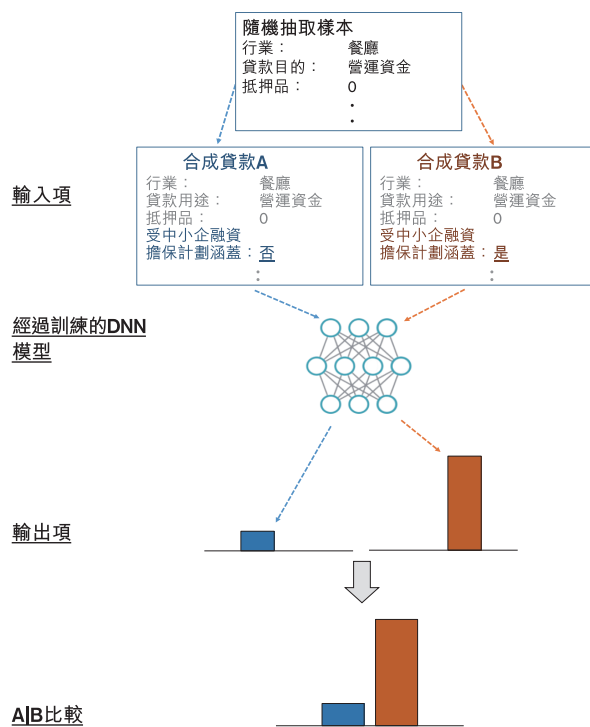 隨機抽取樣本
行業： 餐廳
貸款目的： 營運資金
抵押品： 0
合成貸款A
行業： 餐廳
貸款用途： 營運資金
抵押品： 0
受中小企融資
擔保計劃涵蓋：否
合成貸款B
行業： 餐廳
貸款用途： 營運資金
抵押品： 0
受中小企融資
擔保計劃涵蓋：是
輸入項
經過訓練的DNN
模型
輸出項
A|B比較